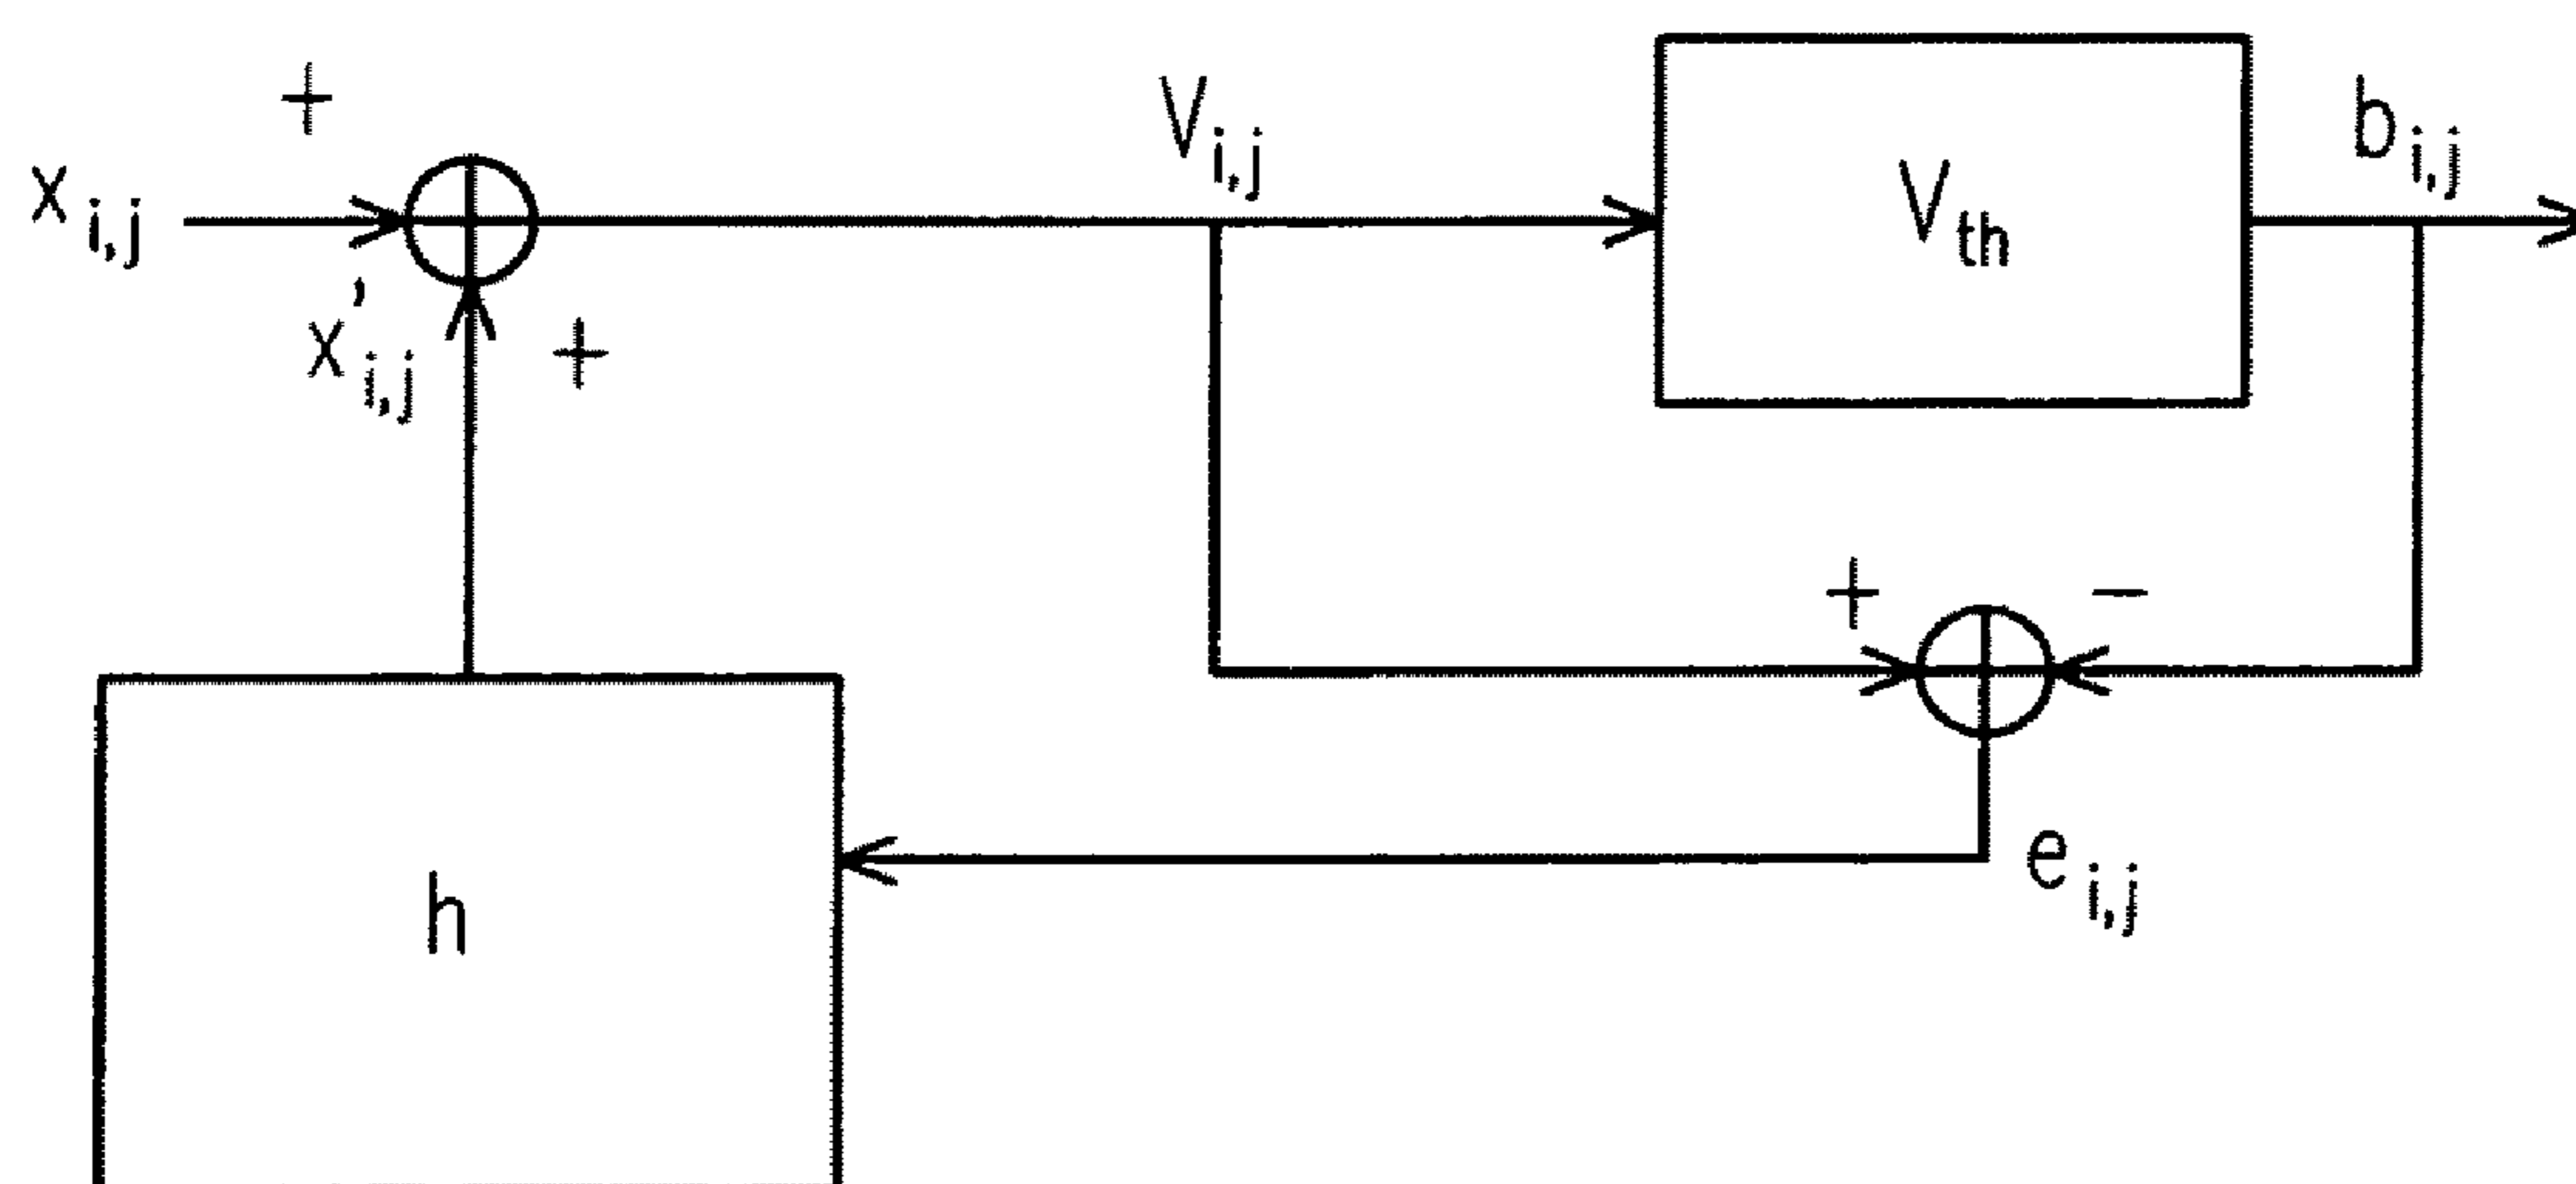 +
x i,j
V i,j
V th
b i,j
x' i,j
+
+
−
h
e i,j